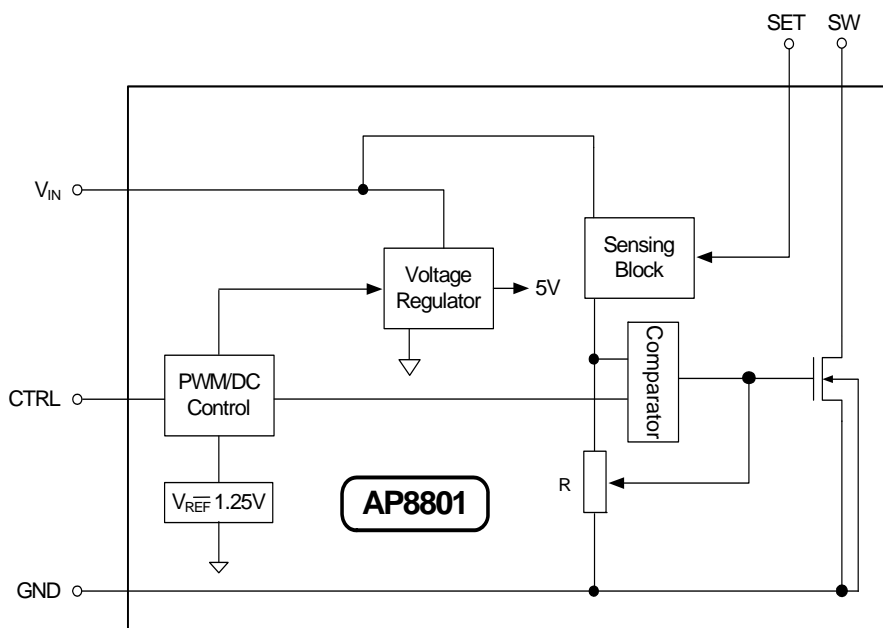 SET SW
VIN
Sensing
Block
Voltage
Regulator
5V
Comparator
PWM/DC
Control
CTRL
VREF= 1.25V
AP8801
R
GND